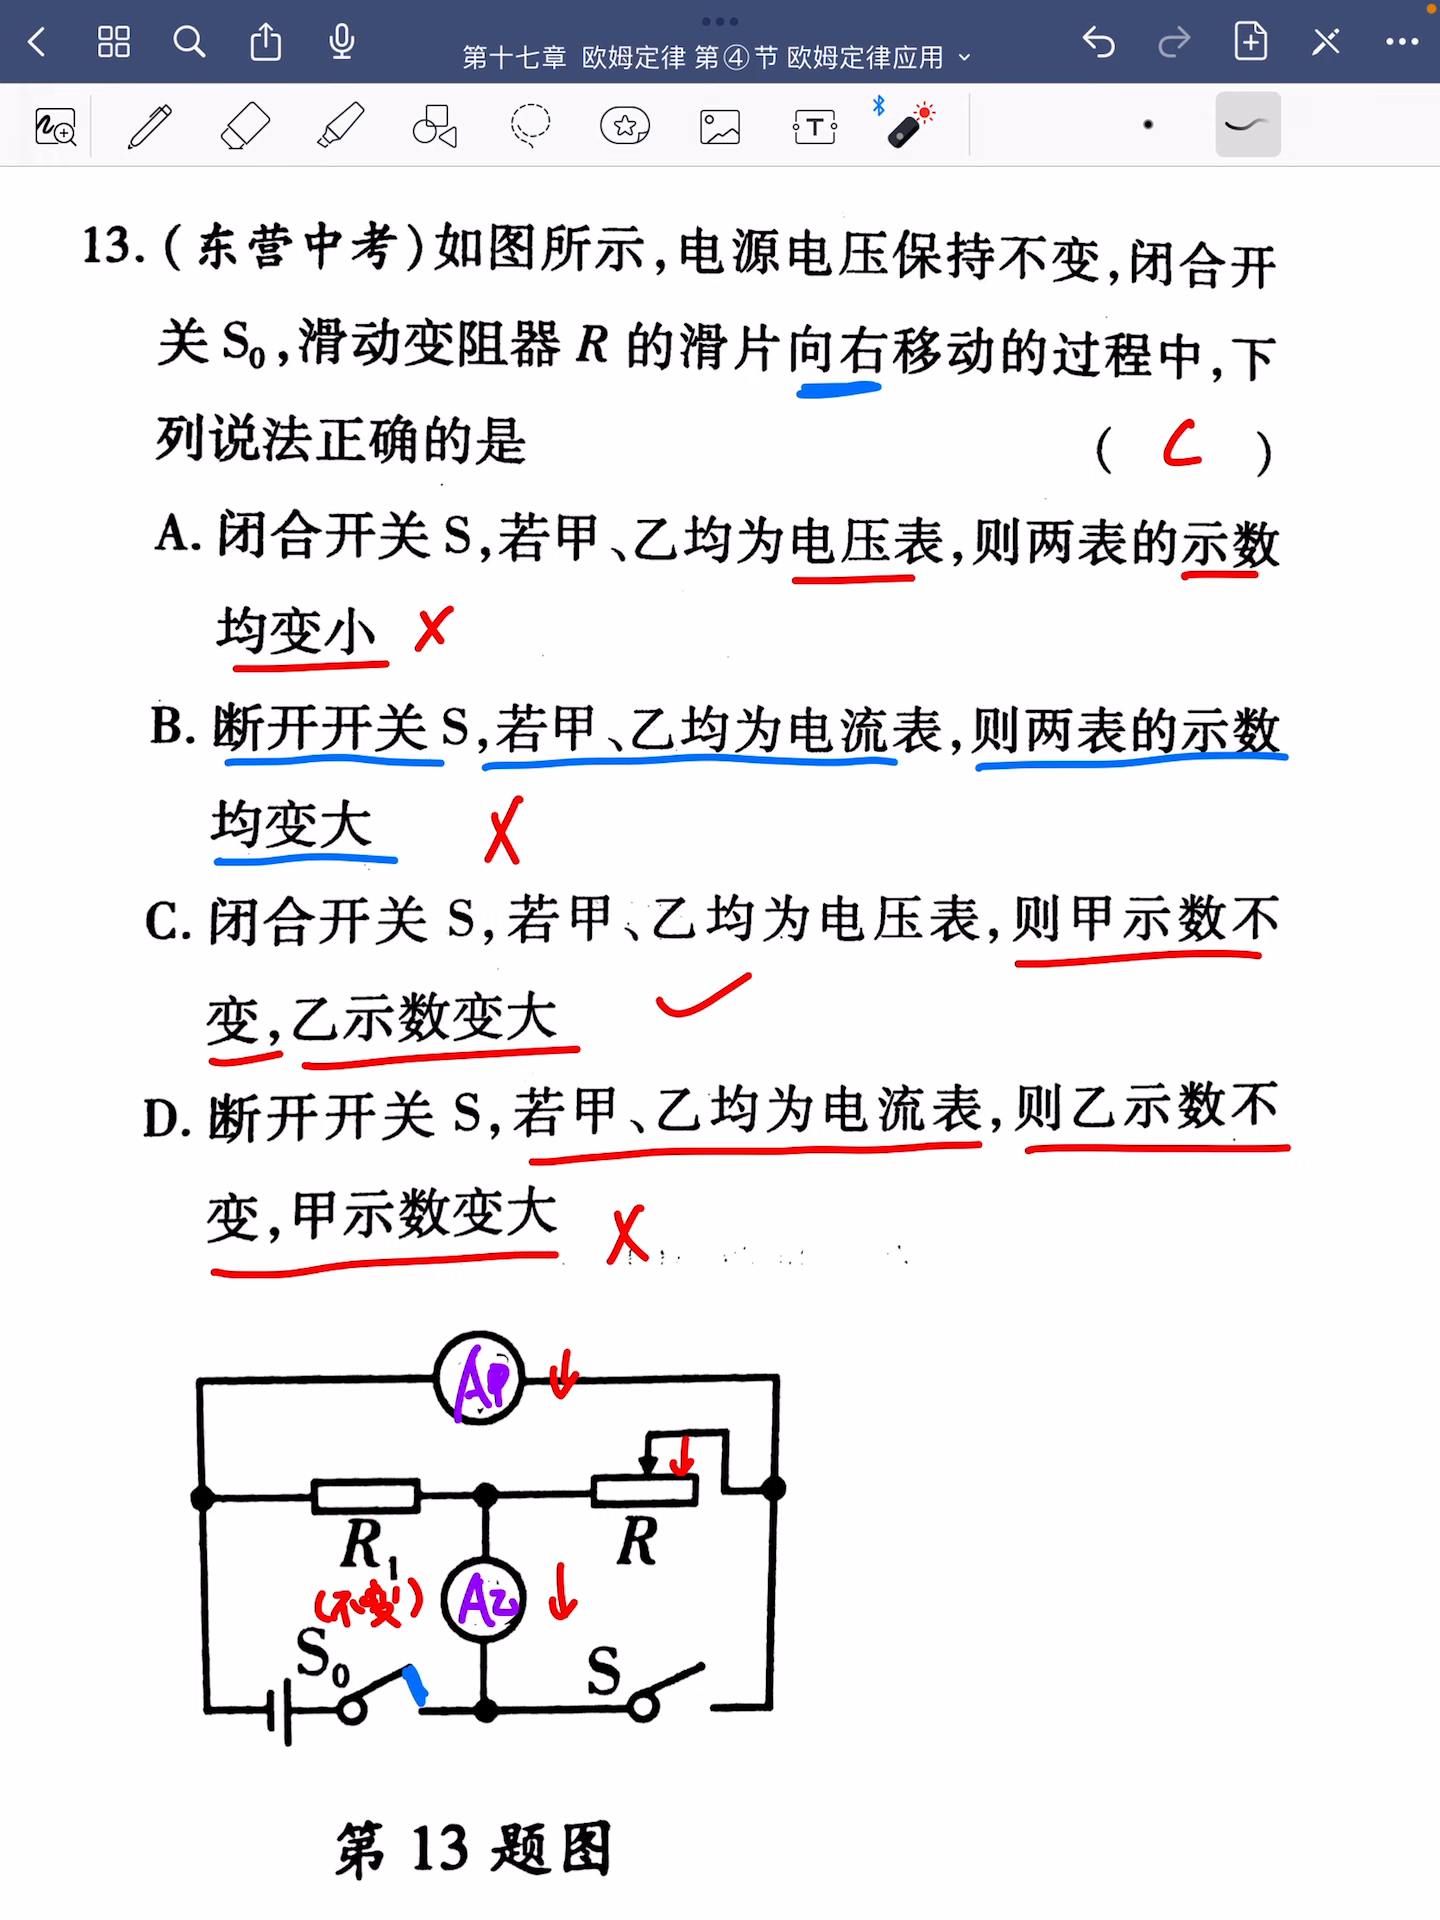 第十七章 欧姆定律 第④节 欧姆定律应用
T
13.(东营中考)如图所示,电源电压保持不变,闭合开
关S₀,滑动变阻器R的滑片向右移动的过程中,下
列说法正确的是 ( C )
A.闭合开关S,若甲、乙均为电压表,则两表的示数
均变小 ×
B.断开开关S,若甲、乙均为电流表,则两表的示数
均变大 ×
C.闭合开关S,若甲、乙均为电压表,则甲示数不
变,乙示数变大 ✓
D.断开开关S,若甲、乙均为电流表,则乙示数不
变,甲示数变大 ×
A甲 ↓
↓
R₁ R
(不变) A乙 ↓
S₀ S
第13题图